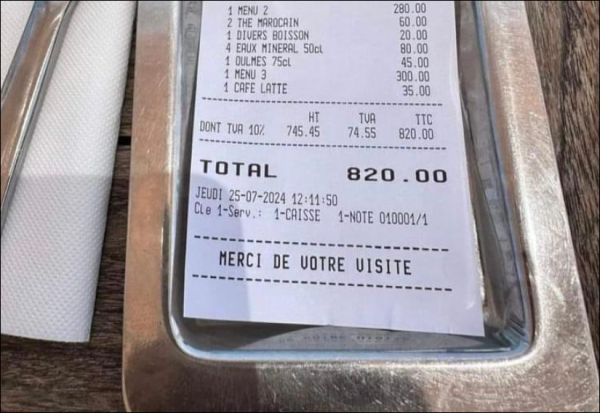 1 MENU 2 280.00
2 THE MAROCAIN 60.00
1 DIVERS BOISSON 20.00
4 EAUX MINERAL 50cl 80.00
1 OULMES 75cl 45.00
1 MENU 3 300.00
1 CAFE LATTE 35.00
HT TVA TTC
DONT TVA 10% 745.45 74.55 820.00
TOTAL 820.00
JEUDI 25-07-2024 12:11:50
Cle 1-Serv.: 1-CAISSE 1-NOTE 010001/1
MERCI DE VOTRE VISITE